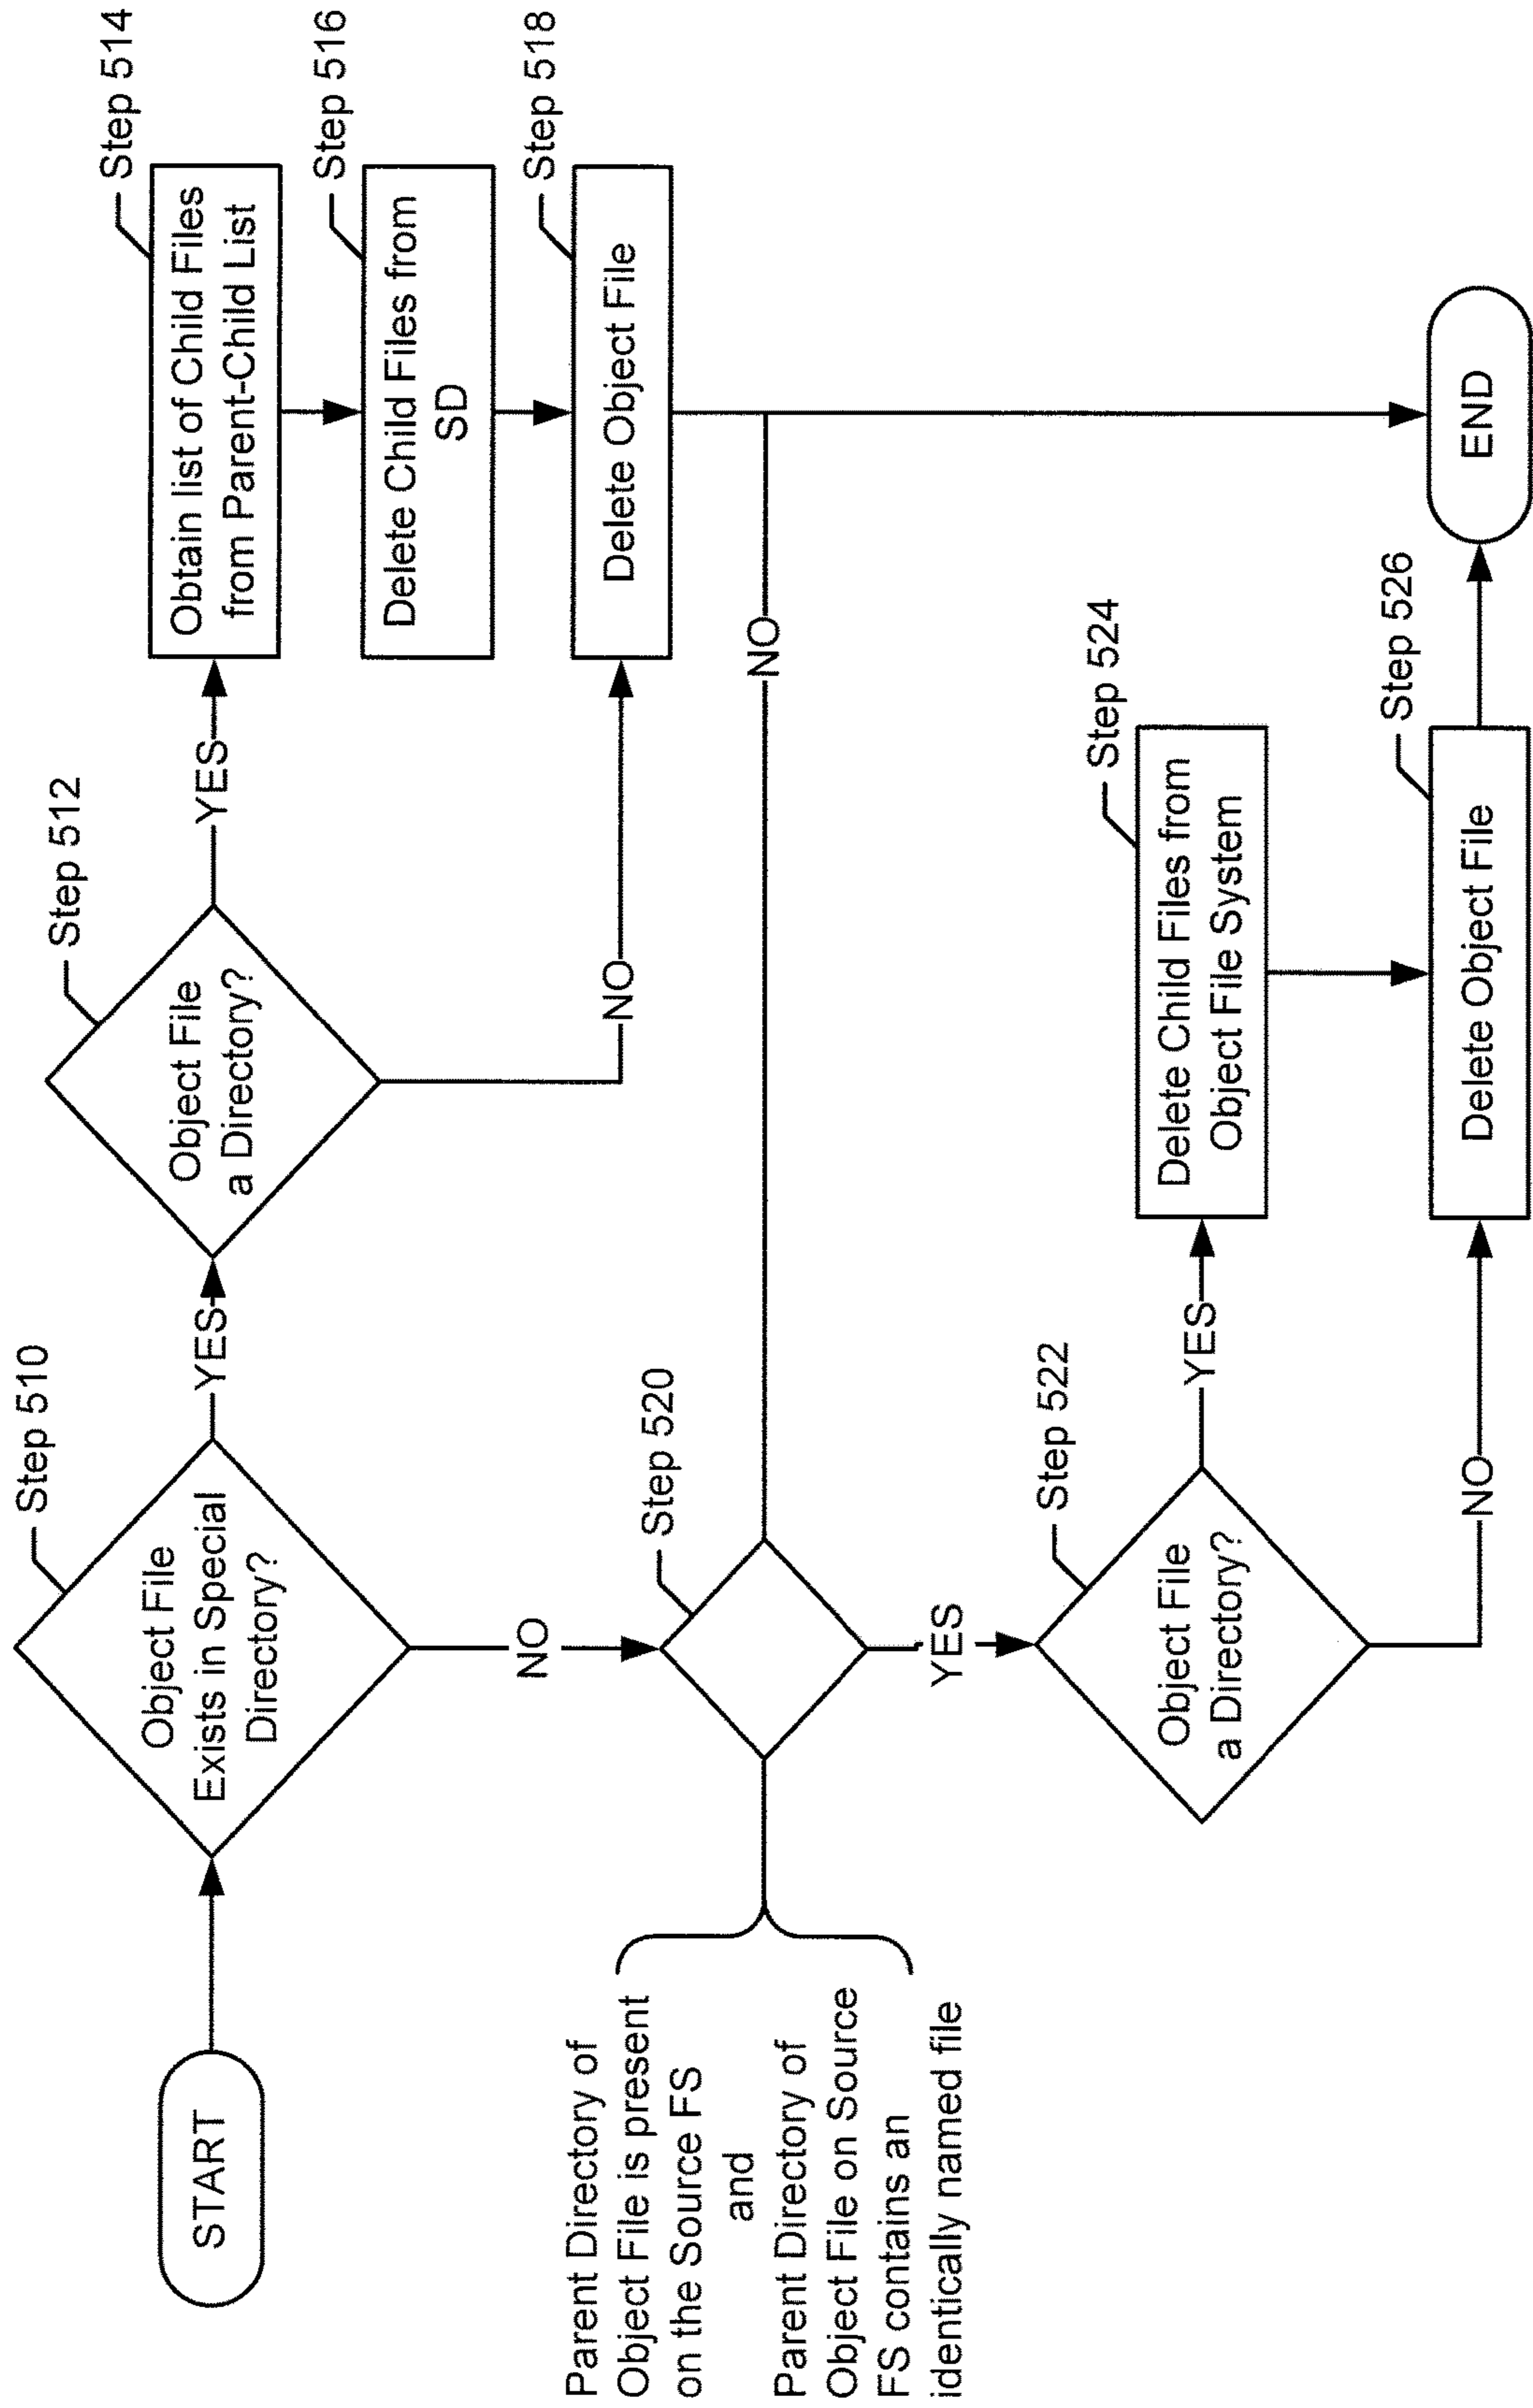 START
Step 510
Object File
Exists in Special
Directory?
YES
NO
Step 512
Object File
a Directory?
YES
NO
Step 514
Obtain list of Child Files
from Parent-Child List
Step 516
Delete Child Files from
SD
Step 518
Delete Object File
Parent Directory of
Object File is present
on the Source FS
and
Parent Directory of
Object File on Source
FS contains an
identically named file
Step 520
NO
YES
Step 522
Object File
a Directory?
YES
NO
Step 524
Delete Child Files from
Object File System
Step 526
Delete Object File
END